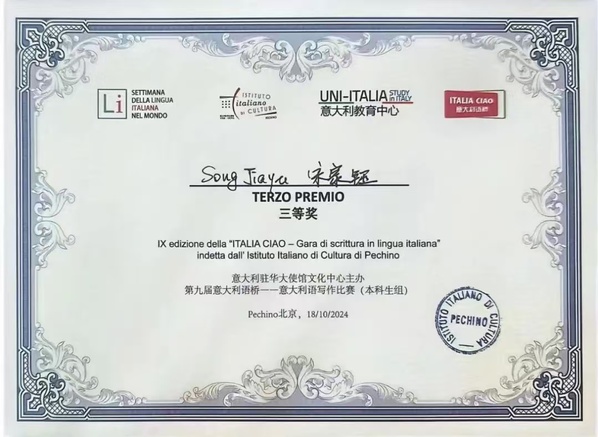 Li
SETTIMANA
DELLA LINGUA
ITALIANA
NEL MONDO
ISTITUTO
italiano
DI CULTURA
UNI-ITALIA STUDY in ITALY
意大利教育中心
ITALIA CIAO
意大利语桥
Song Jiayu 宋家钰
TERZO PREMIO
三等奖
IX edizione della "ITALIA CIAO – Gara di scrittura in lingua italiana"
indetta dall' Istituto Italiano di Cultura di Pechino
意大利驻华大使馆文化中心主办
第九届意大利语桥——意大利语写作比赛（本科生组）
Pechino北京，18/10/2024
ISTITUTO ITALIANO DI CULTURA
PECHINO